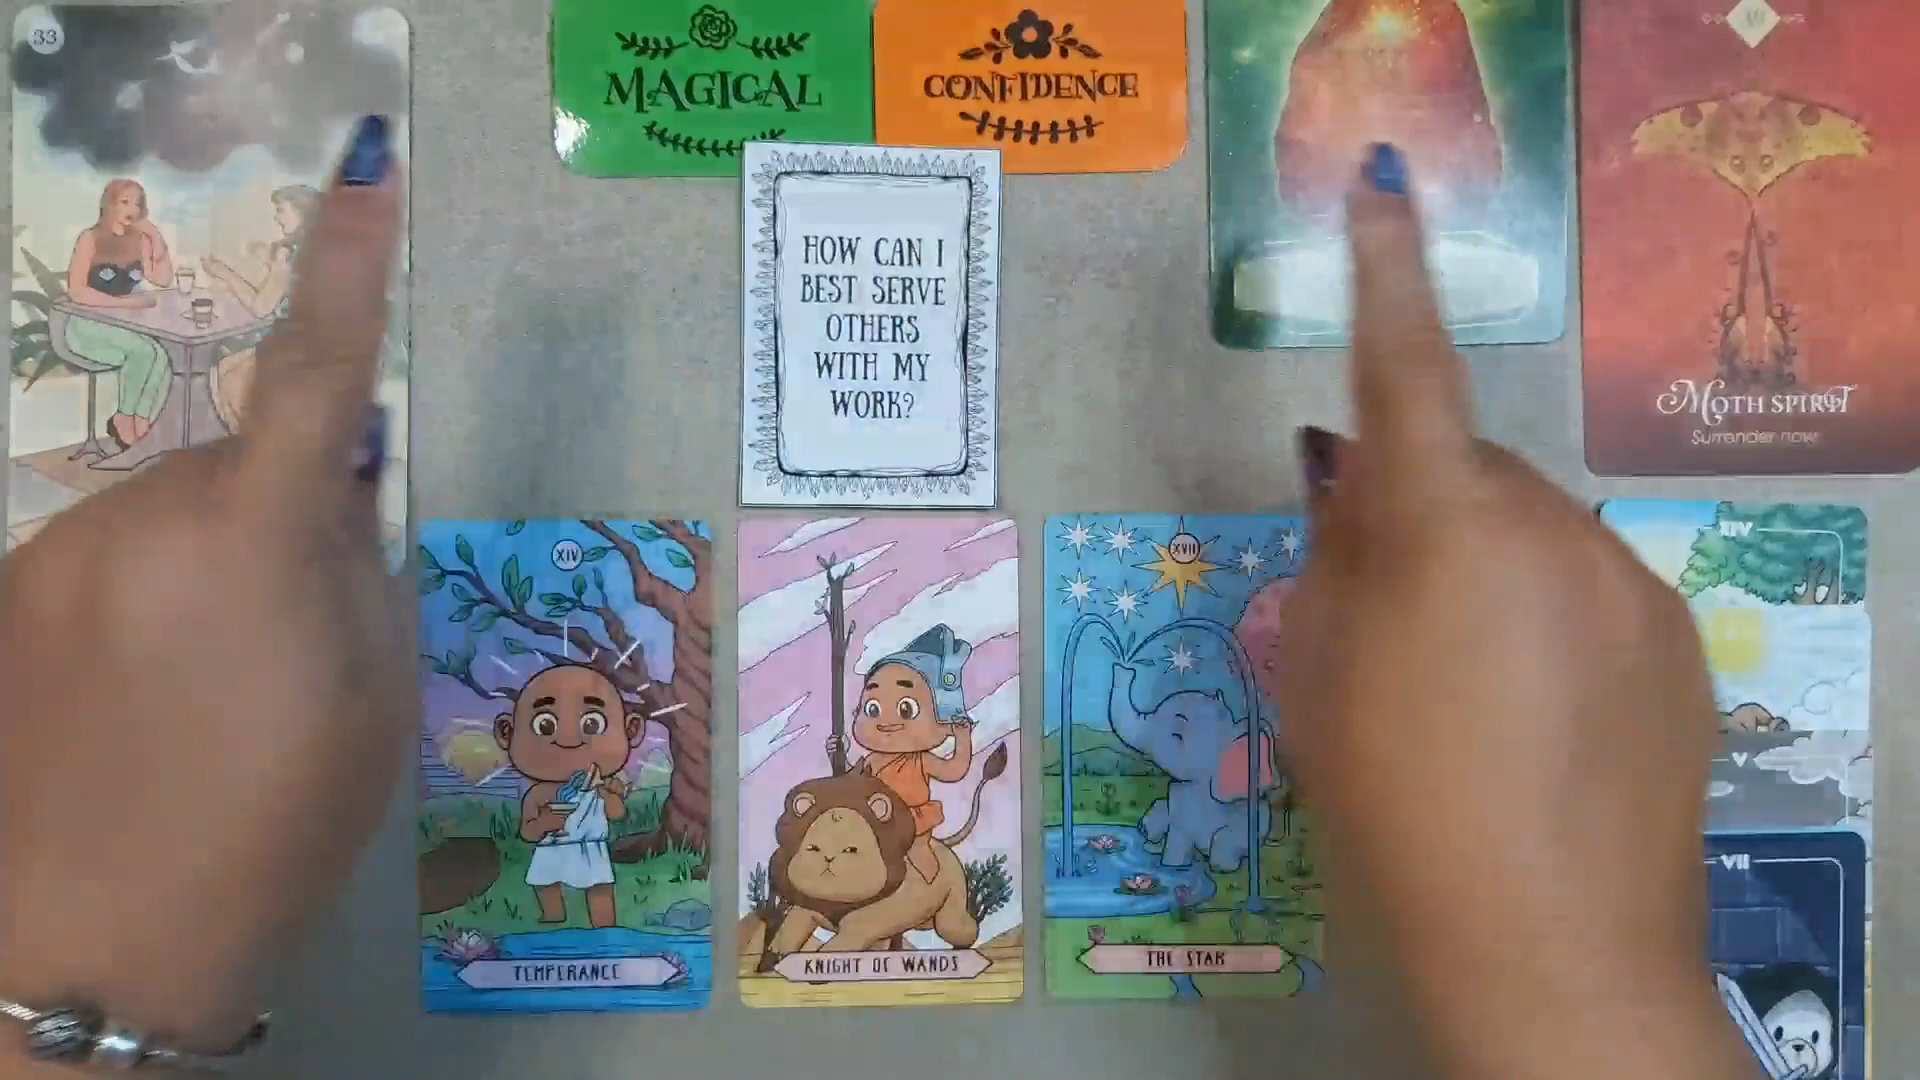 33
MAGICAL
CONFIDENCE
HOW CAN I
BEST SERVE
OTHERS
WITH MY
WORK?
MOTH SPIRIT
Surrender now
XIV
TEMPERANCE
KNIGHT OF WANDS
XVII
THE STAR
XIV
V
VII